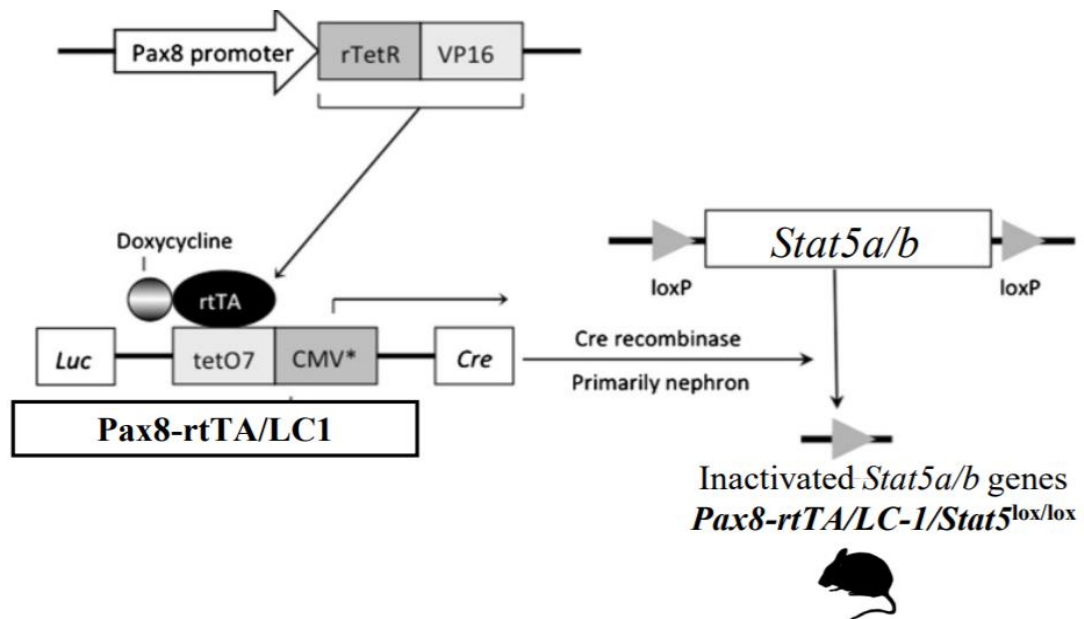 Pax8 promoter
rTetR
VP16
Doxycycline
rtTA
Luc
tetO7
CMV*
Cre
Pax8-rtTA/LC1
Cre recombinase
Primarily nephron
Stat5a/b
loxP
loxP
Inactivated Stat5a/b genes
Pax8-rtTA/LC-1/Stat5lox/lox